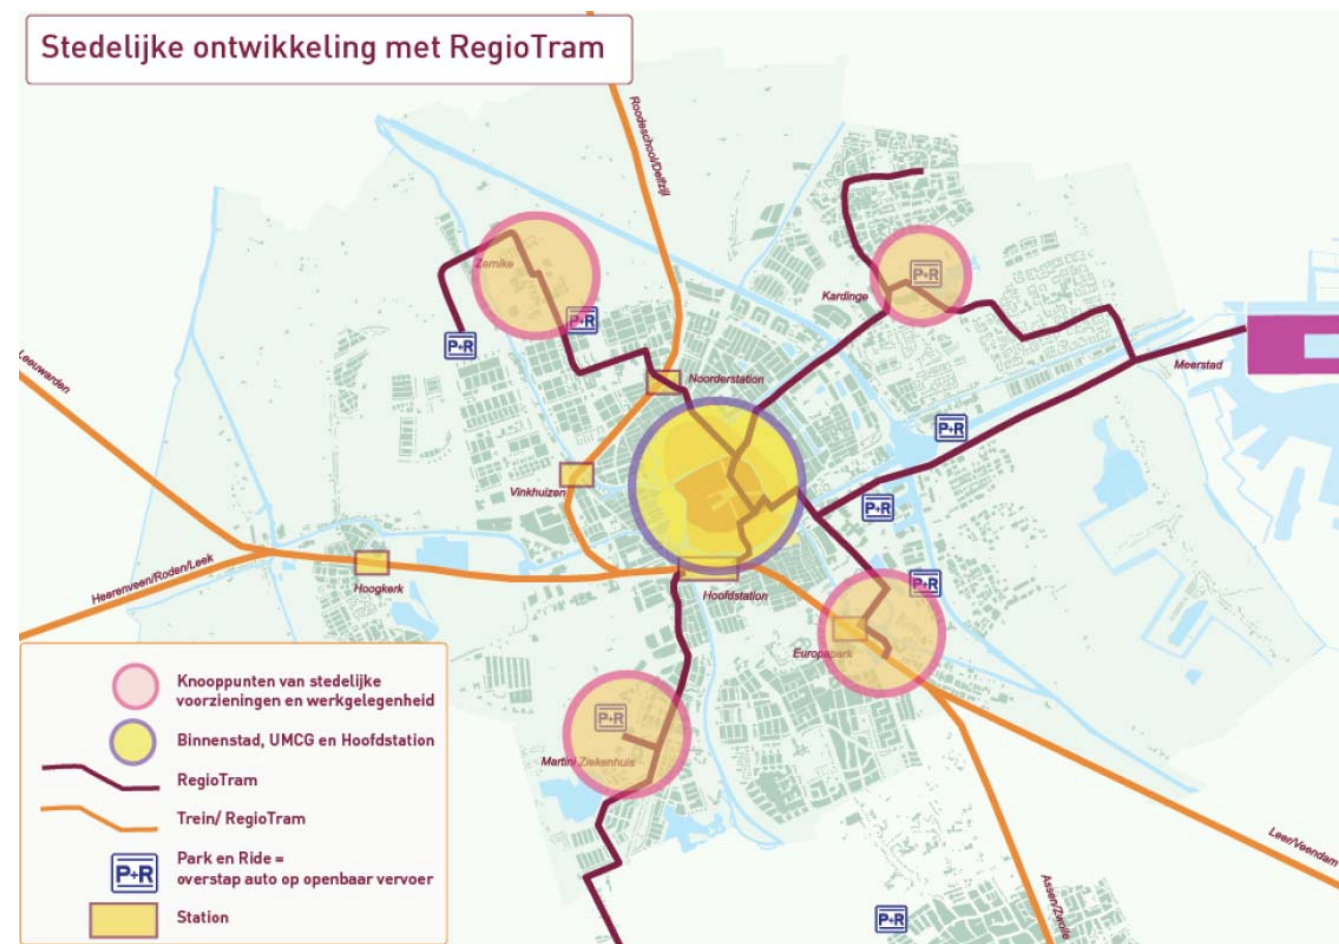 Stedelijke ontwikkeling met RegioTram
Roodeschool/Delfzijl
Zernike
P+R
P+R
Kardinge
P+R
Leeuwarden
Noorderstation
Meerstad
P+R
Vinkhuizen
P+R
Heerenveen/Roden/Leek
Hoogkerk
Hoofdstation
P+R
Europapark
P+R
Martini Ziekenhuis
Leer/Veendam
Assen/Zwolle
P+R
Knooppunten van stedelijke
voorzieningen en werkgelegenheid
Binnenstad, UMCG en Hoofdstation
RegioTram
Trein/ RegioTram
P+R
Park en Ride =
overstap auto op openbaar vervoer
Station